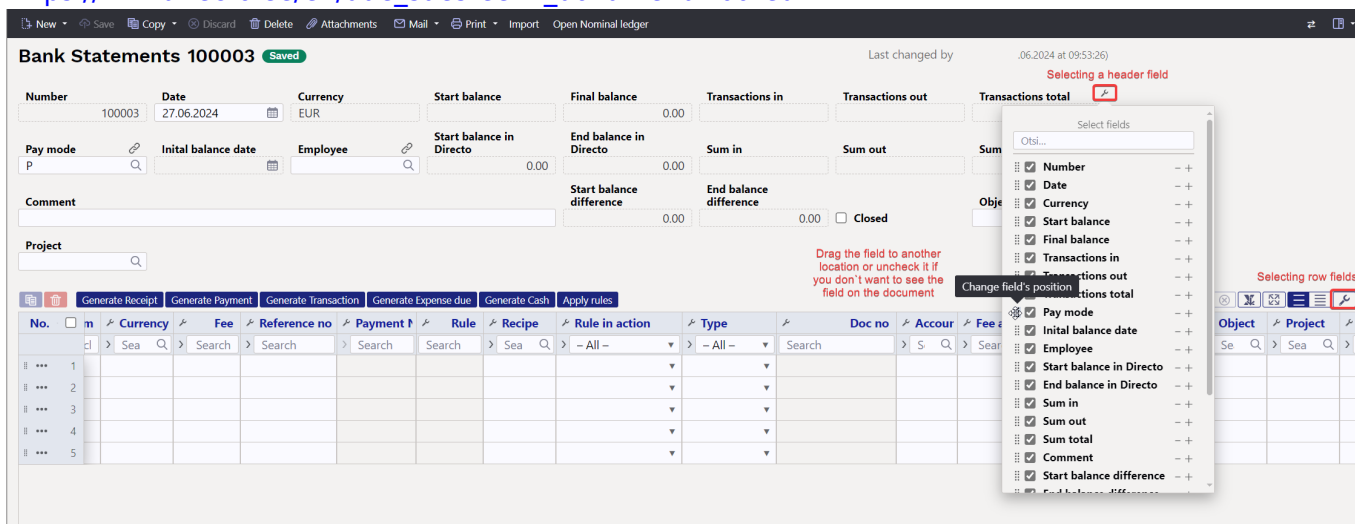 New Save Copy Discard Delete Attachments Mail Print Import Open Nominal ledger
Bank Statements 100003 Saved
Last changed by .06.2024 at 09:53:26)
Selecting a header field
Number Date Currency Start balance Final balance Transactions in Transactions out Transactions total
100003 27.06.2024 EUR 0.00
Select fields
Otsi...
Pay mode Inital balance date Employee Start balance in Directo End balance in Directo Sum in Sum out Sum
P 0.00 0.00
Comment Start balance difference End balance difference
0.00 0.00 Closed
Project
Number
Date
Currency
Start balance
Final balance
Transactions in
Transactions out
Transactions total
Pay mode
Inital balance date
Employee
Start balance in Directo
End balance in Directo
Sum in
Sum out
Sum total
Comment
Start balance difference
Drag the field to another
location or uncheck it if
you don`t want to see the
field on the document
Change field's position
Selecting row fields
Generate Receipt Generate Payment Generate Transaction Generate Expense due Generate Cash Apply rules
No. m Currency Fee Reference no Payment Rule Recipe Rule in action Type Doc no Accour Fee Object Project
Sea Search Search Search Search Sea – All – – All – Search S Sear Se Sea
1
2
3
4
5